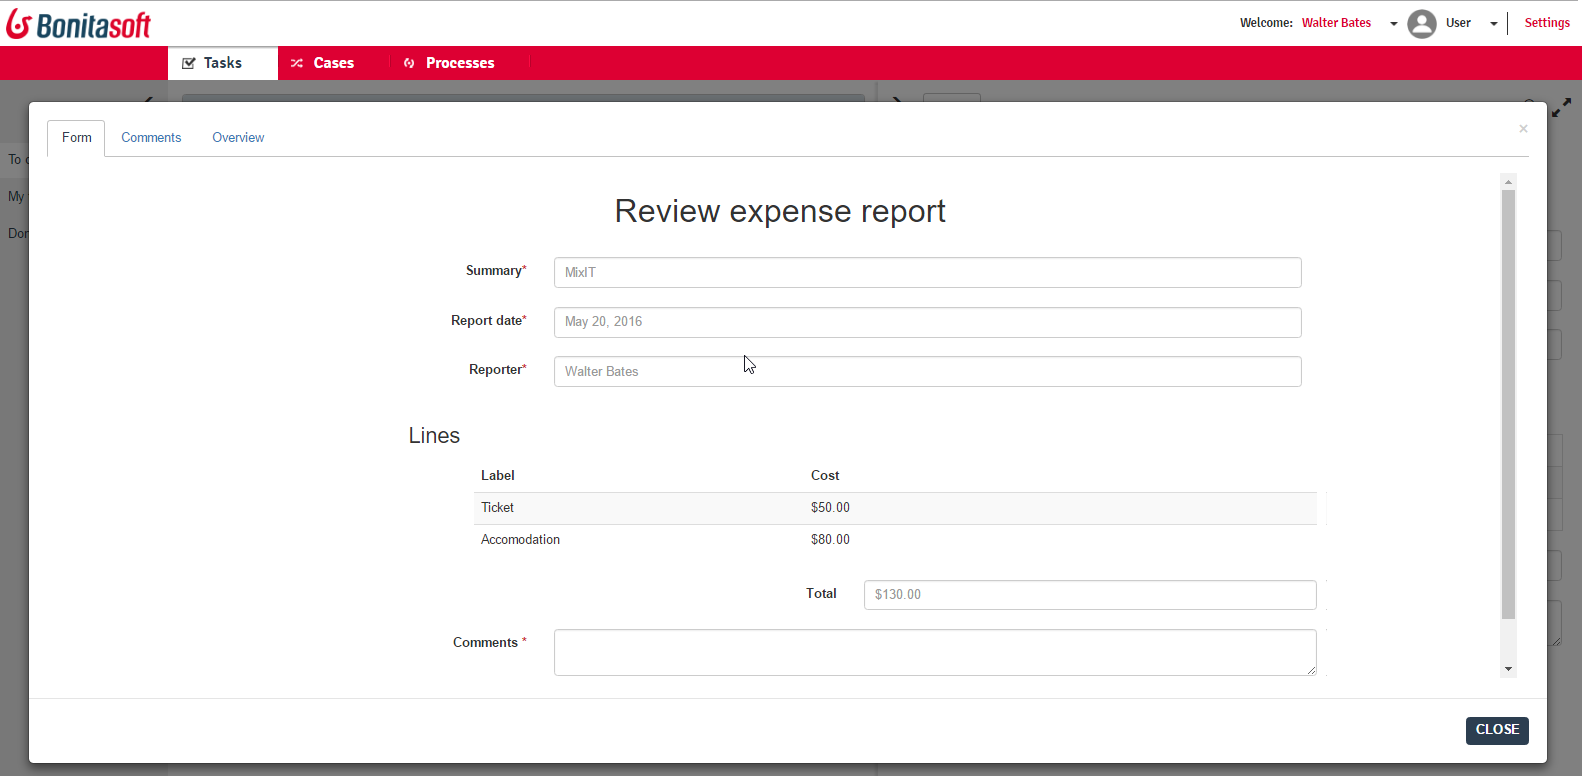 Bonitasoft
Welcome: Walter Bates User Settings
Tasks Cases Processes
Form Comments Overview ×
To
My
Review expense report
Summary*
MixIT
Report date*
May 20, 2016
Reporter*
Walter Bates
Lines
Label Cost
Ticket $50.00
Accomodation $80.00
Total $130.00
Comments *
CLOSE